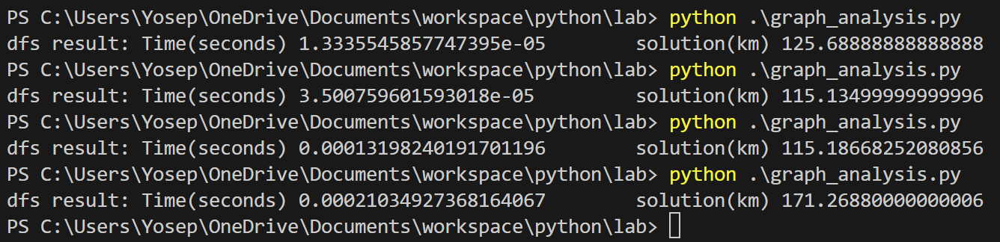 PS C:\Users\Yosep\OneDrive\Documents\workspace\python\lab> python .\graph_analysis.py
dfs result: Time(seconds) 1.3335545857747395e-05        solution(km) 125.68888888888888
PS C:\Users\Yosep\OneDrive\Documents\workspace\python\lab> python .\graph_analysis.py
dfs result: Time(seconds) 3.500759601593018e-05         solution(km) 115.13499999999996
PS C:\Users\Yosep\OneDrive\Documents\workspace\python\lab> python .\graph_analysis.py
dfs result: Time(seconds) 0.00013198240191701196        solution(km) 115.18668252080856
PS C:\Users\Yosep\OneDrive\Documents\workspace\python\lab> python .\graph_analysis.py
dfs result: Time(seconds) 0.00021034927368164067        solution(km) 171.26880000000006
PS C:\Users\Yosep\OneDrive\Documents\workspace\python\lab>